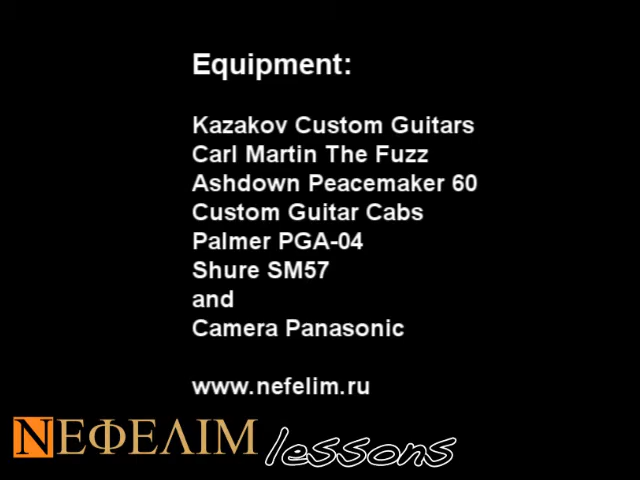 Equipment:
Kazakov Custom Guitars
Carl Martin The Fuzz
Ashdown Peacemaker 60
Custom Guitar Cabs
Palmer PGA-04
Shure SM57
and
Camera Panasonic
www.nefelim.ru
ΝΕΦΕΛΙΜ lessons